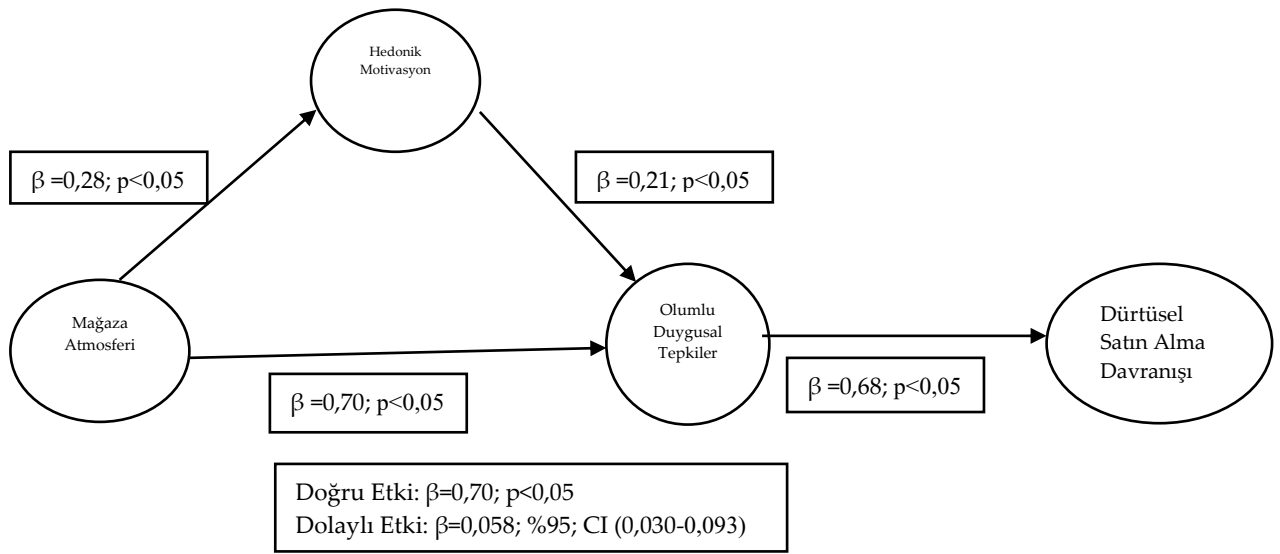 Hedonik
Motivasyon
β =0,28; p<0,05
β =0,21; p<0,05
Mağaza
Atmosferi
Olumlu
Duygusal
Tepkiler
Dürtüsel
Satın Alma
Davranışı
β =0,70; p<0,05
β =0,68; p<0,05
Doğru Etki: β=0,70; p<0,05
Dolaylı Etki: β=0,058; %95; CI (0,030-0,093)